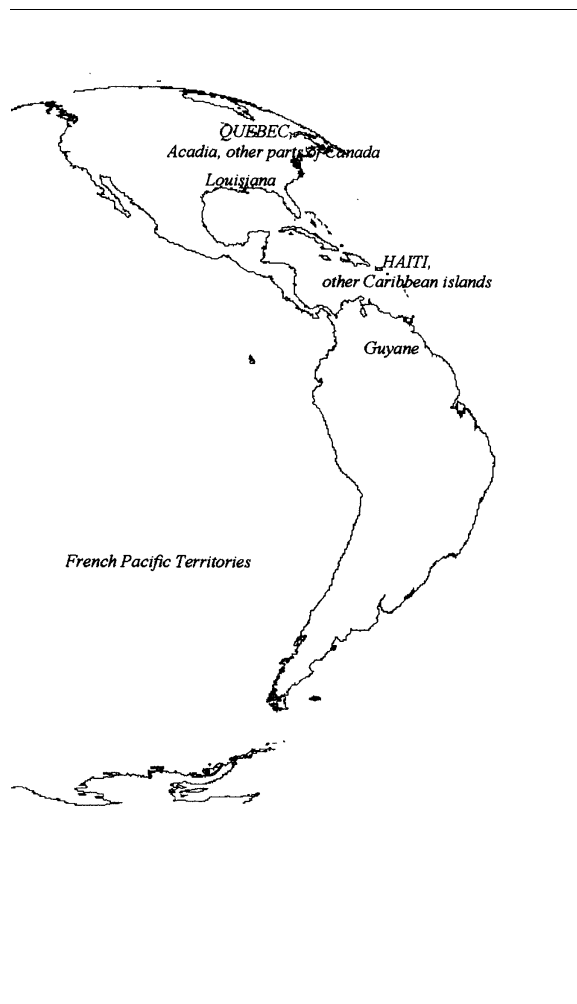 QUEBEC,
Acadia, other parts of Canada
Louisiana
HAITI,
other Caribbean islands
Guyane
French Pacific Territories